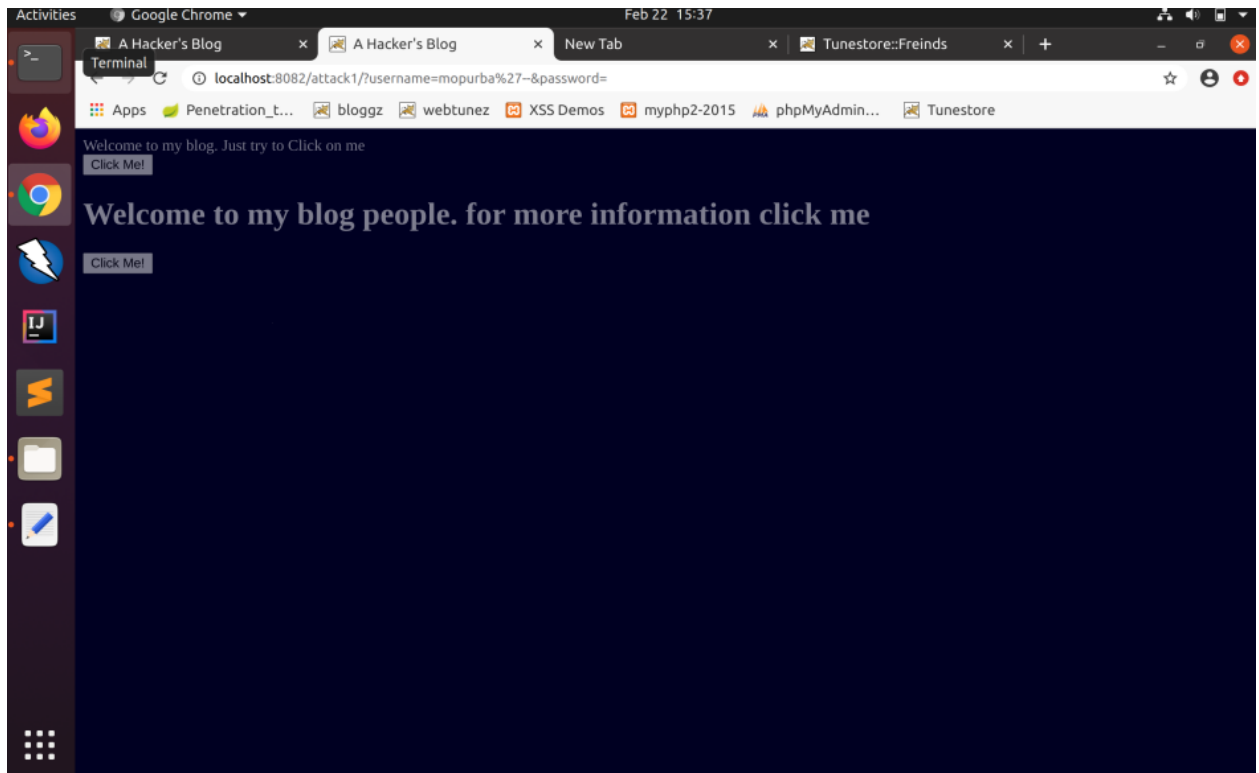 Activities Google Chrome Feb 22 15:37
A Hacker's Blog A Hacker's Blog New Tab Tunestore::Freinds
Terminal
localhost:8082/attack1/?username=mopurba%27--&password=
Apps Penetration_t... bloggz webtunez XSS Demos myphp2-2015 phpMyAdmin... Tunestore
Welcome to my blog. Just try to Click on me
Click Me!
Welcome to my blog people. for more information click me
Click Me!
IJ